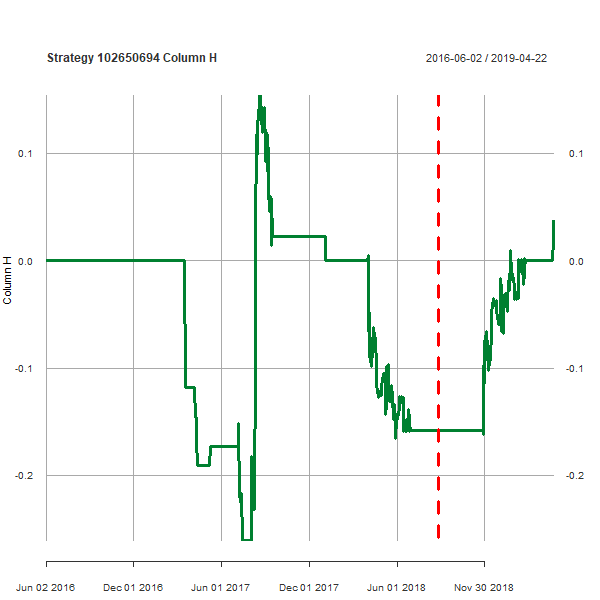 Strategy 102650694 Column H
2016-06-02 / 2019-04-22
0.1
0.1
0.0
0.0
Column H
-0.1
-0.1
-0.2
-0.2
Jun 02 2016
Dec 01 2016
Jun 01 2017
Dec 01 2017
Jun 01 2018
Nov 30 2018